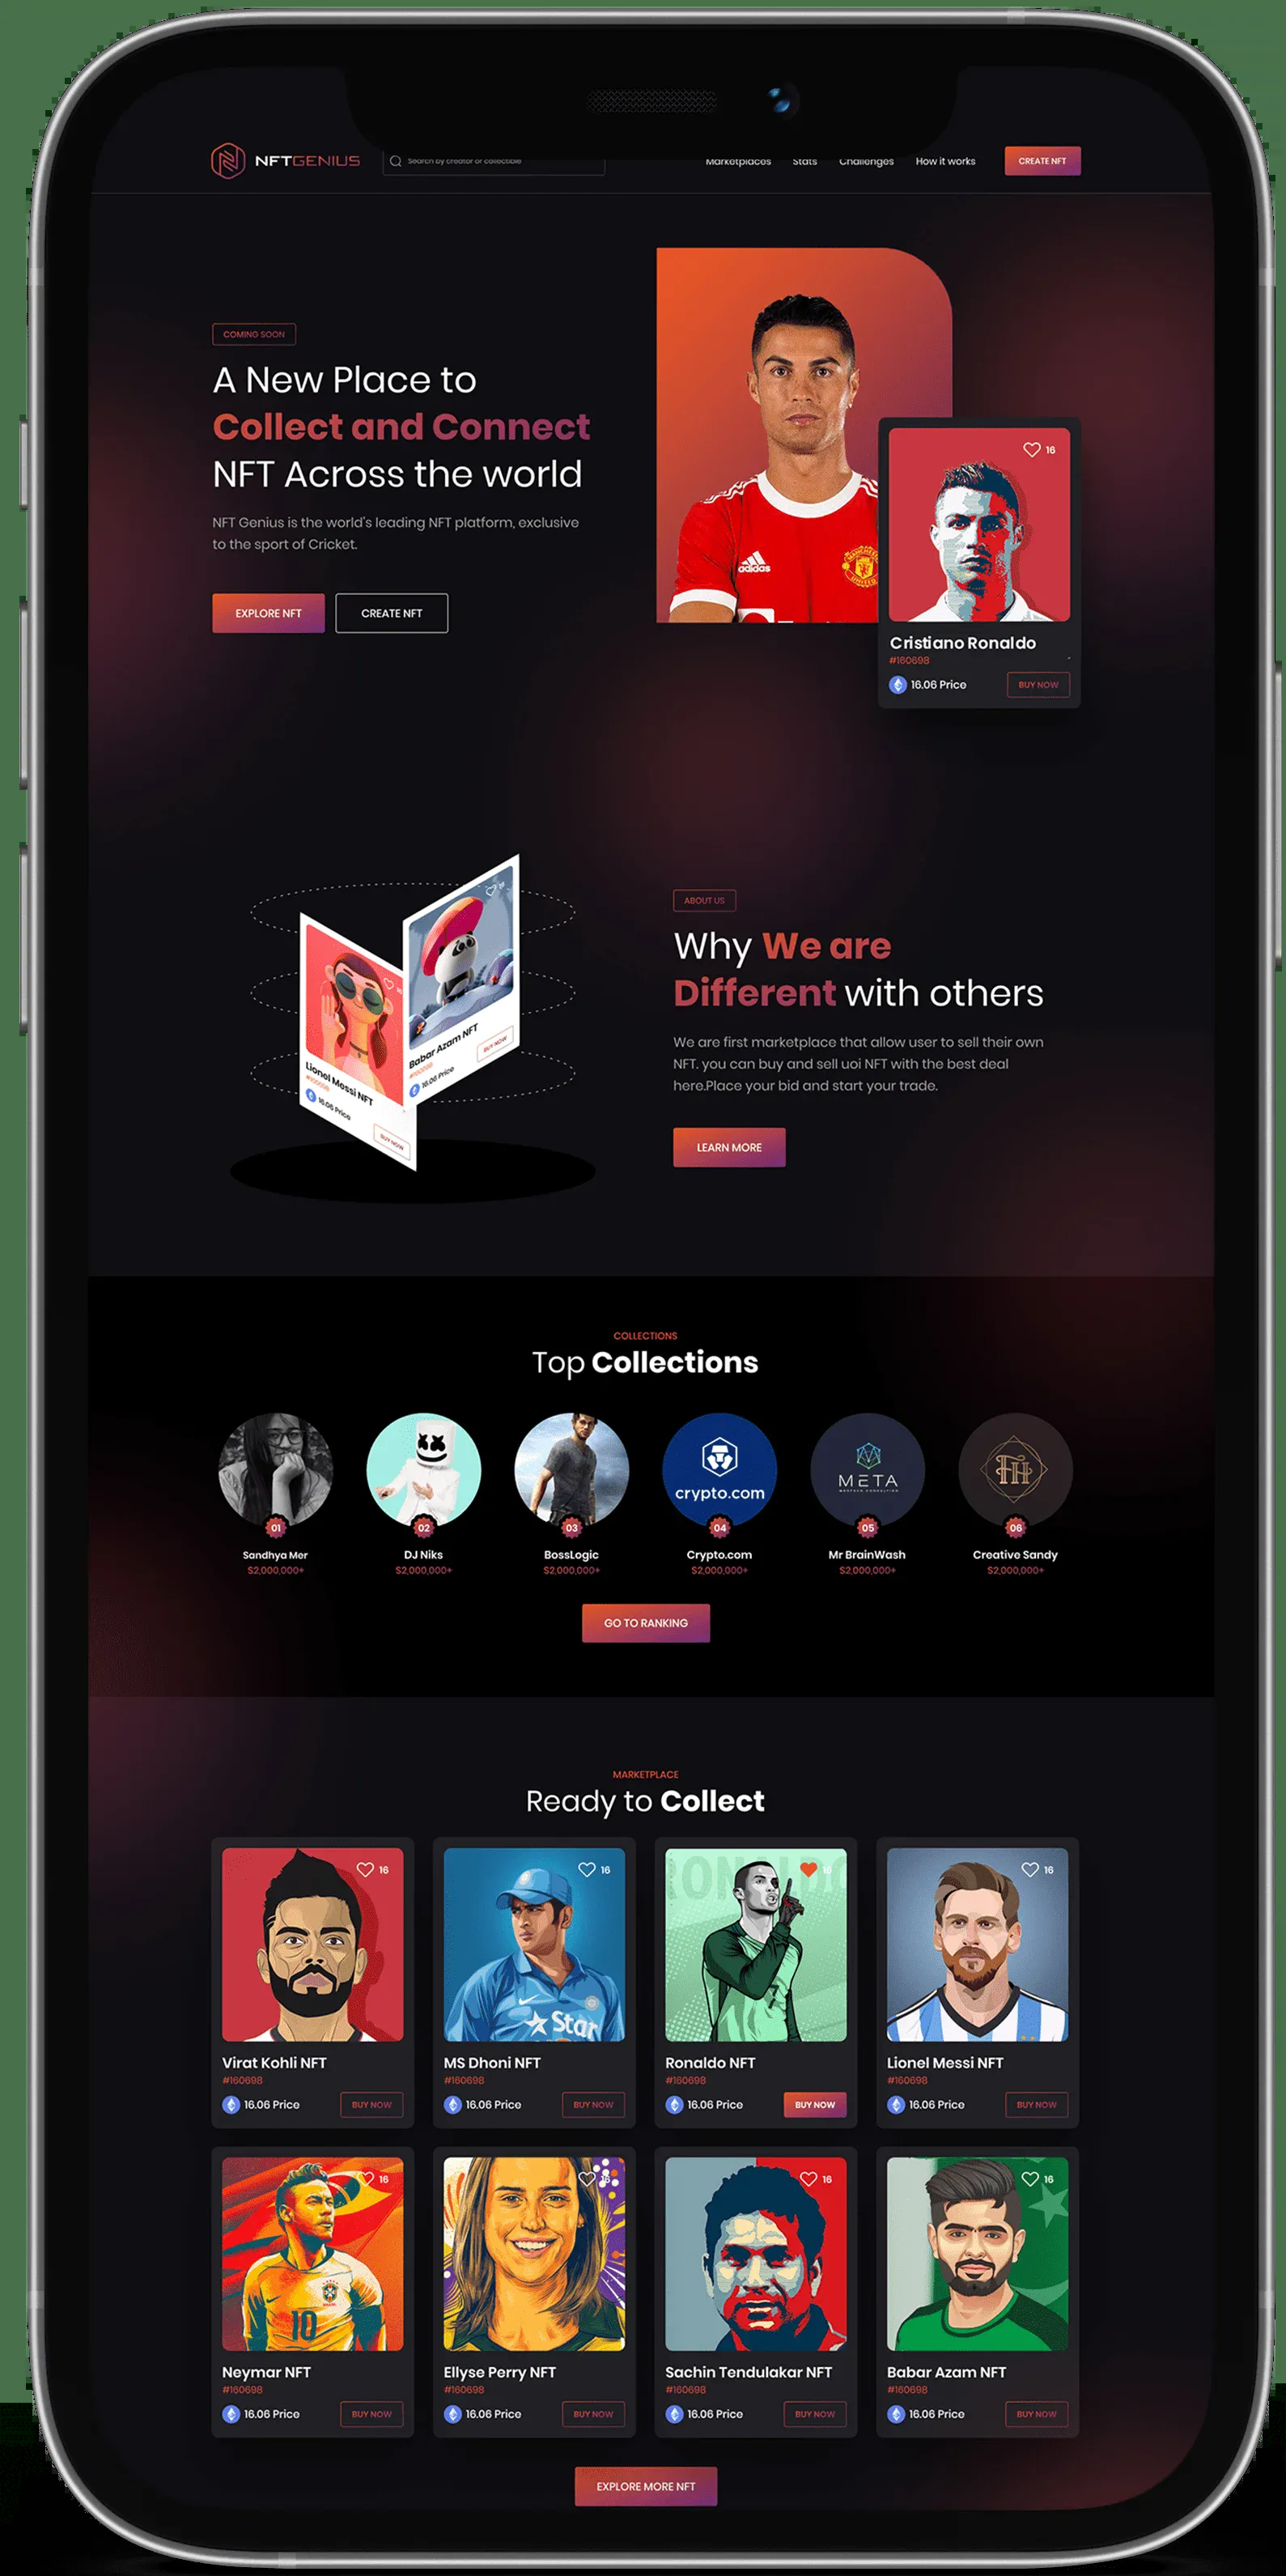 NFTGENIUS
Search by creator or collectible
Marketplaces Stats Challenges How it works
CREATE NFT
COMING SOON
A New Place to
Collect and Connect
NFT Across the world
NFT Genius is the world's leading NFT platform, exclusive
to the sport of Cricket.
EXPLORE NFT CREATE NFT
adidas
MANCHESTER
UNITED
16
Cristiano Ronaldo
#160698
16.06 Price BUY NOW
Lionel Messi NFT
#160698
16.06 Price
BUY NOW
Babar Azam NFT
#160698
16.06 Price
BUY NOW
ABOUT US
Why We are
Different with others
We are first marketplace that allow user to sell their own
NFT. you can buy and sell uoi NFT with the best deal
here.Place your bid and start your trade.
LEARN MORE
COLLECTIONS
Top Collections
crypto.com
META
01 02 03 04 05 06
Sandhya Mer DJ Niks BossLogic Crypto.com Mr BrainWash Creative Sandy
$2,000,000+ $2,000,000+ $2,000,000+ $2,000,000+ $2,000,000+ $2,000,000+
GO TO RANKING
MARKETPLACE
Ready to Collect
16 16 16 16
RONALDO
Star
Virat Kohli NFT MS Dhoni NFT Ronaldo NFT Lionel Messi NFT
#160698 #160698 #160698 #160698
16.06 Price BUY NOW 16.06 Price BUY NOW 16.06 Price BUY NOW 16.06 Price BUY NOW
16 16 16 16
10
Neymar NFT Ellyse Perry NFT Sachin Tendulakar NFT Babar Azam NFT
#160698 #160698 #160698 #160698
16.06 Price BUY NOW 16.06 Price BUY NOW 16.06 Price BUY NOW 16.06 Price BUY NOW
EXPLORE MORE NFT